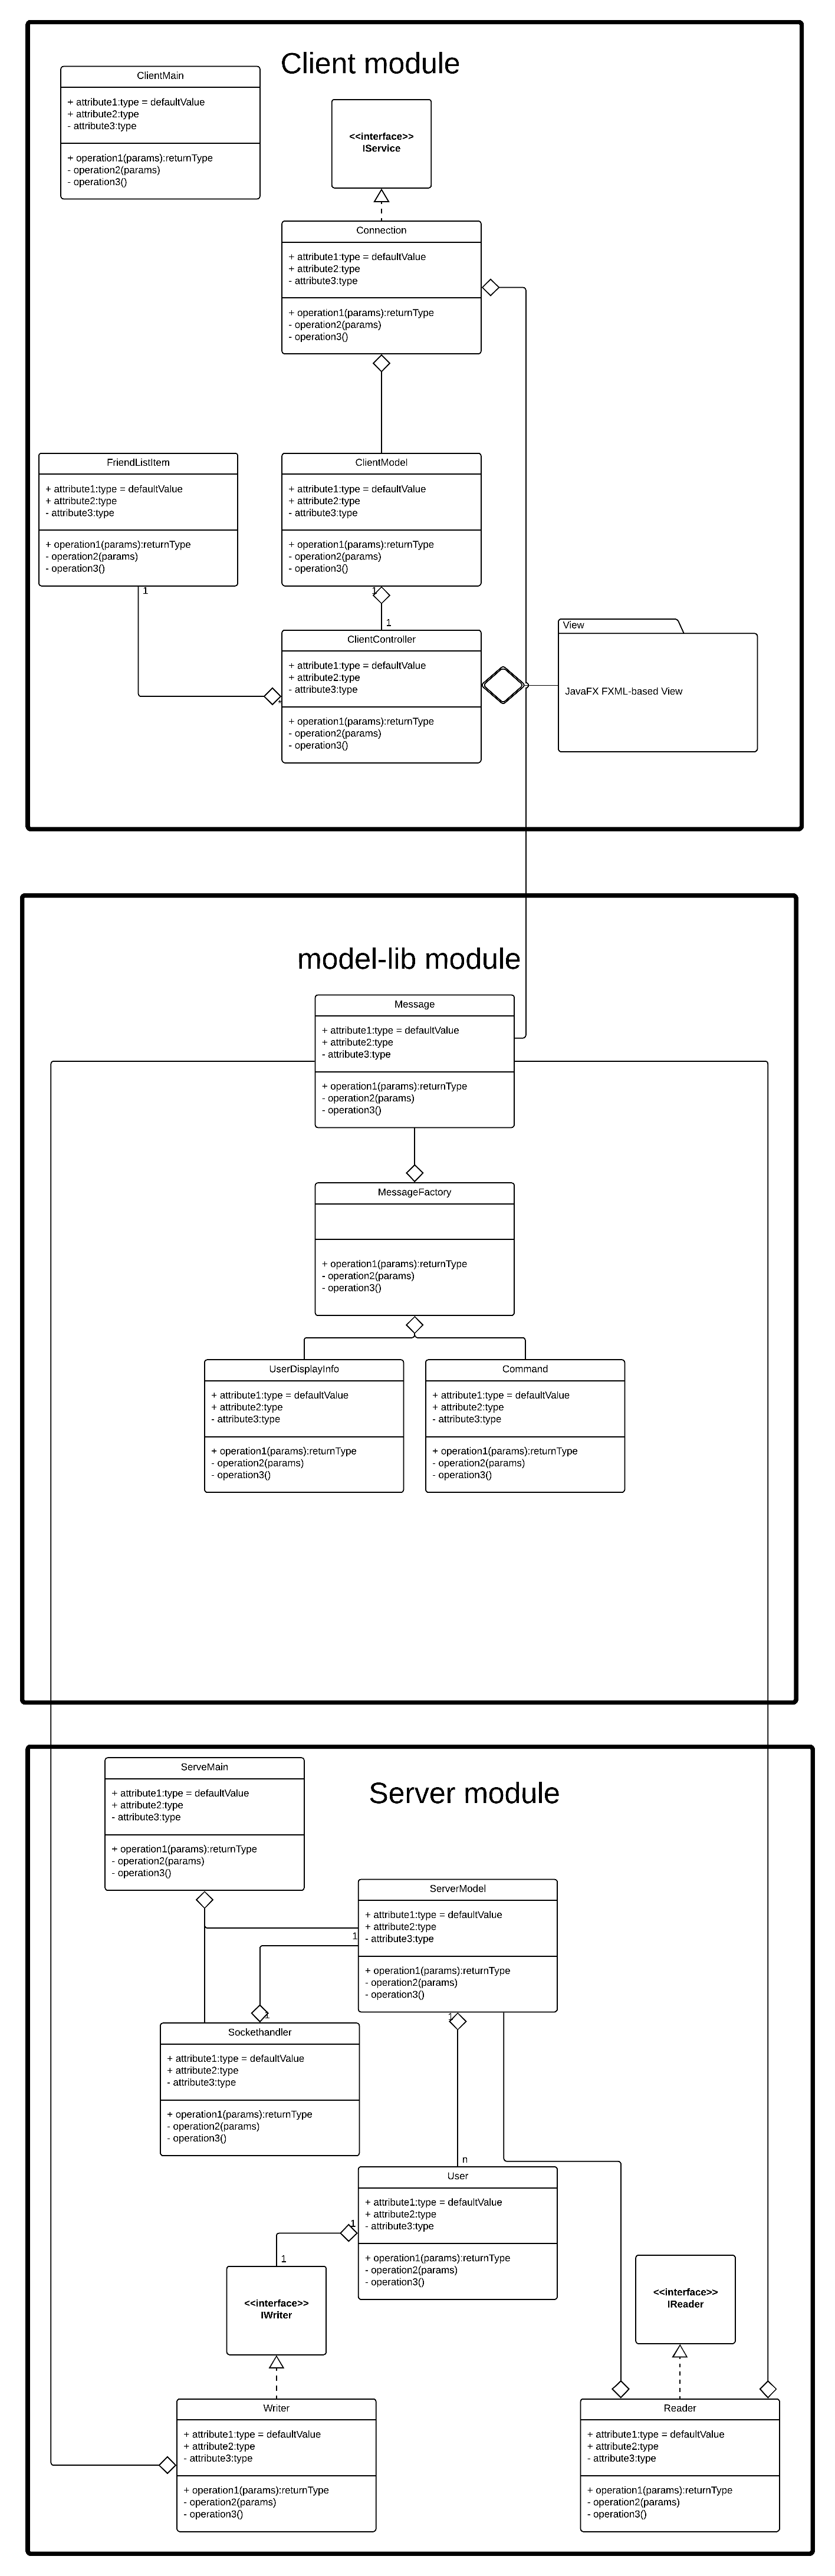 Client module
ClientMain
+ attribute1:type = defaultValue
+ attribute2:type
- attribute3:type
+ operation1(params):returnType
- operation2(params)
- operation3()
<<interface>>
IService
Connection
+ attribute1:type = defaultValue
+ attribute2:type
- attribute3:type
+ operation1(params):returnType
- operation2(params)
- operation3()
FriendListItem
+ attribute1:type = defaultValue
+ attribute2:type
- attribute3:type
+ operation1(params):returnType
- operation2(params)
- operation3()
1
ClientModel
+ attribute1:type = defaultValue
+ attribute2:type
- attribute3:type
+ operation1(params):returnType
- operation2(params)
- operation3()
1
1
ClientController
+ attribute1:type = defaultValue
+ attribute2:type
- attribute3:type
+ operation1(params):returnType
- operation2(params)
- operation3()
View
JavaFX FXML-based View
model-lib module
Message
+ attribute1:type = defaultValue
+ attribute2:type
- attribute3:type
+ operation1(params):returnType
- operation2(params)
- operation3()
MessageFactory
+ operation1(params):returnType
- operation2(params)
- operation3()
UserDisplayInfo
+ attribute1:type = defaultValue
+ attribute2:type
- attribute3:type
+ operation1(params):returnType
- operation2(params)
- operation3()
Command
+ attribute1:type = defaultValue
+ attribute2:type
- attribute3:type
+ operation1(params):returnType
- operation2(params)
- operation3()
Server module
ServeMain
+ attribute1:type = defaultValue
+ attribute2:type
- attribute3:type
+ operation1(params):returnType
- operation2(params)
- operation3()
ServerModel
+ attribute1:type = defaultValue
+ attribute2:type
- attribute3:type
+ operation1(params):returnType
- operation2(params)
- operation3()
1
1
1
Sockethandler
+ attribute1:type = defaultValue
+ attribute2:type
- attribute3:type
+ operation1(params):returnType
- operation2(params)
- operation3()
n
User
+ attribute1:type = defaultValue
+ attribute2:type
- attribute3:type
+ operation1(params):returnType
- operation2(params)
- operation3()
1
1
<<interface>>
IWriter
<<interface>>
IReader
Writer
+ attribute1:type = defaultValue
+ attribute2:type
- attribute3:type
+ operation1(params):returnType
- operation2(params)
- operation3()
Reader
+ attribute1:type = defaultValue
+ attribute2:type
- attribute3:type
+ operation1(params):returnType
- operation2(params)
- operation3()